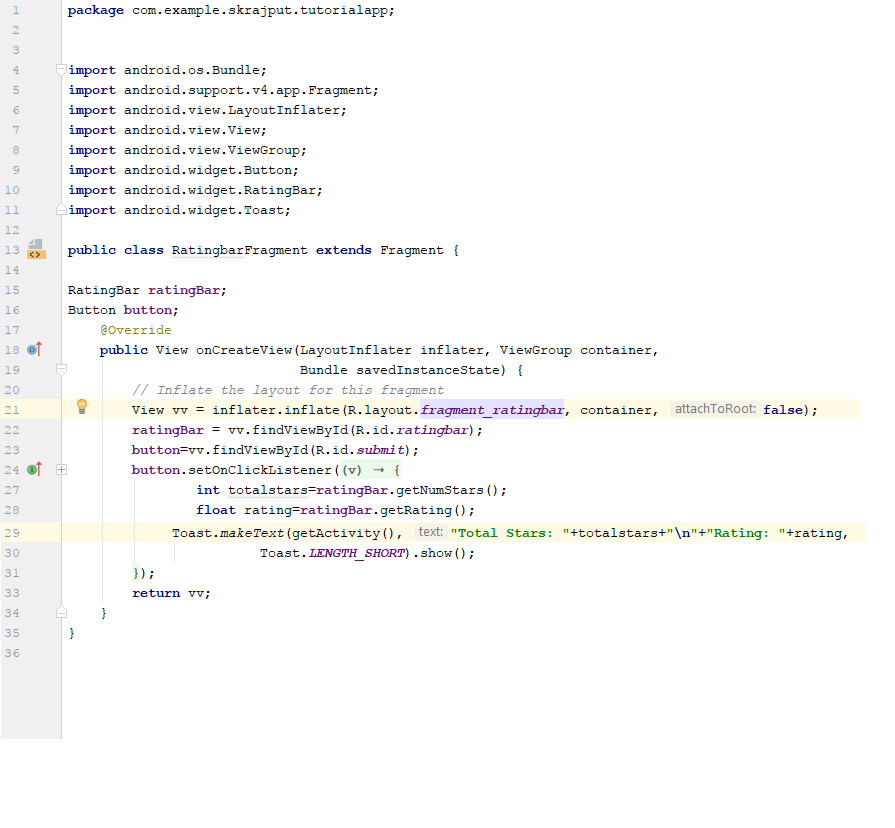 1 package com.example.skrajput.tutorialapp;
2
3
4 import android.os.Bundle;
5 import android.support.v4.app.Fragment;
6 import android.view.LayoutInflater;
7 import android.view.View;
8 import android.view.ViewGroup;
9 import android.widget.Button;
10 import android.widget.RatingBar;
11 import android.widget.Toast;
12
13 <> public class RatingbarFragment extends Fragment {
14
15 RatingBar ratingBar;
16 Button button;
17 @Override
18 public View onCreateView(LayoutInflater inflater, ViewGroup container,
19 Bundle savedInstanceState) {
20 // Inflate the layout for this fragment
21 View vv = inflater.inflate(R.layout.fragment_ratingbar, container, attachToRoot: false);
22 ratingBar = vv.findViewById(R.id.ratingbar);
23 button=vv.findViewById(R.id.submit);
24 button.setOnClickListener((v) → {
27 int totalstars=ratingBar.getNumStars();
28 float rating=ratingBar.getRating();
29 Toast.makeText(getActivity(), text: "Total Stars: "+totalstars+"\n"+"Rating: "+rating,
30 Toast.LENGTH_SHORT).show();
31 });
33 return vv;
34 }
35 }
36